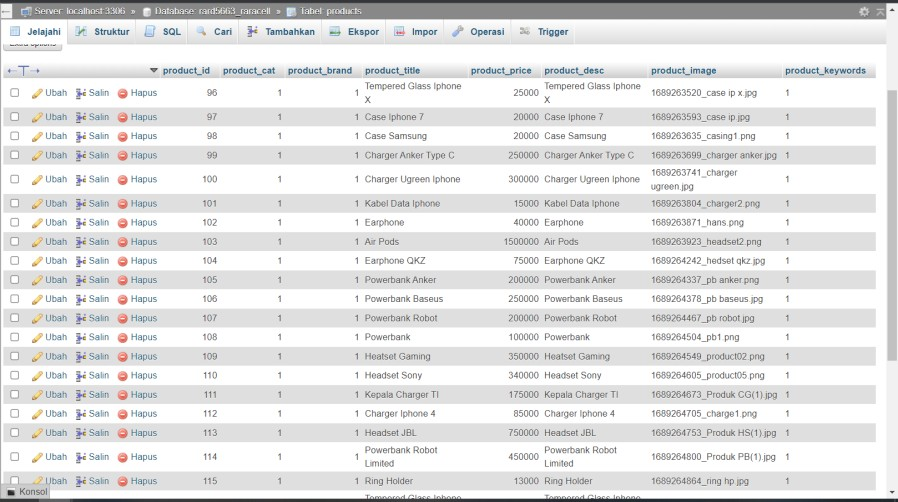 Server: localhost:3306 » Database: rard5663_raracell » Tabel: products
Jelajahi Struktur SQL Cari Tambahkan Ekspor Impor Operasi Trigger
Extra options
←T→ product_id product_cat product_brand product_title product_price product_desc product_image product_keywords
Ubah Salin Hapus 96 1 1 Tempered Glass Iphone X 25000 Tempered Glass Iphone X 1689263520_case ip x.jpg 1
Ubah Salin Hapus 97 1 1 Case Iphone 7 20000 Case Iphone 7 1689263593_case ip.jpg 1
Ubah Salin Hapus 98 1 1 Case Samsung 20000 Case Samsung 1689263635_casing1.png 1
Ubah Salin Hapus 99 1 1 Charger Anker Type C 250000 Charger Anker Type C 1689263699_charger anker.jpg 1
Ubah Salin Hapus 100 1 1 Charger Ugreen Iphone 300000 Charger Ugreen Iphone 1689263741_charger ugreen.jpg 1
Ubah Salin Hapus 101 1 1 Kabel Data Iphone 15000 Kabel Data Iphone 1689263804_charger2.png 1
Ubah Salin Hapus 102 1 1 Earphone 40000 Earphone 1689263871_hans.png 1
Ubah Salin Hapus 103 1 1 Air Pods 1500000 Air Pods 1689263923_headset2.png 1
Ubah Salin Hapus 104 1 1 Earphone QKZ 75000 Earphone QKZ 1689264242_hedset qkz.jpg 1
Ubah Salin Hapus 105 1 1 Powerbank Anker 200000 Powerbank Anker 1689264337_pb anker.png 1
Ubah Salin Hapus 106 1 1 Powerbank Baseus 250000 Powerbank Baseus 1689264378_pb baseus.jpg 1
Ubah Salin Hapus 107 1 1 Powerbank Robot 200000 Powerbank Robot 1689264467_pb robot.jpg 1
Ubah Salin Hapus 108 1 1 Powerbank 100000 Powerbank 1689264504_pb1.png 1
Ubah Salin Hapus 109 1 1 Heatset Gaming 350000 Heatset Gaming 1689264549_product02.png 1
Ubah Salin Hapus 110 1 1 Headset Sony 340000 Headset Sony 1689264605_product05.png 1
Ubah Salin Hapus 111 1 1 Kepala Charger TI 175000 Kepala Charger TI 1689264673_Produk CG(1).jpg 1
Ubah Salin Hapus 112 1 1 Charger Iphone 4 85000 Charger Iphone 4 1689264705_charge1.png 1
Ubah Salin Hapus 113 1 1 Headset JBL 750000 Headset JBL 1689264753_Produk HS(1).jpg 1
Ubah Salin Hapus 114 1 1 Powerbank Robot Limited 450000 Powerbank Robot Limited 1689264800_Produk PB(1).jpg 1
Ubah Salin Hapus 115 1 1 Ring Holder 13000 Ring Holder 1689264864_ring hp.jpg 1
Konsol Tempered Glass Iphone Tempered Glass Iphone